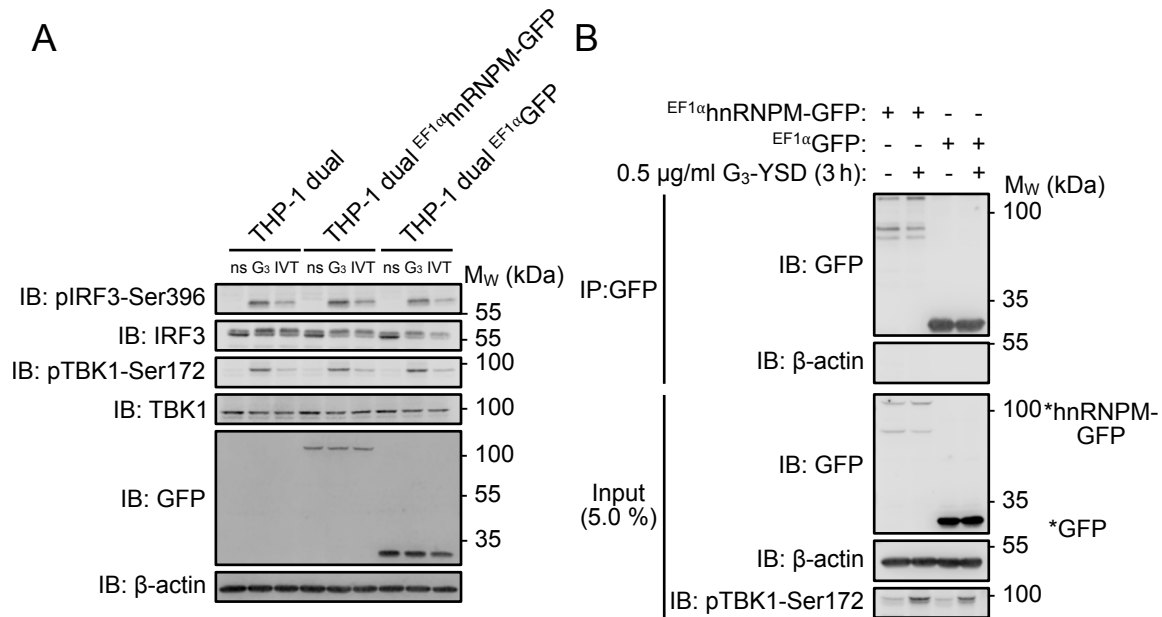 A
THP-1 dual
THP-1 dual EF1αhnRNPM-GFP
THP-1 dual EF1αGFP
ns G₃ IVT ns G₃ IVT ns G₃ IVT
Mw (kDa)
IB: pIRF3-Ser396
55
IB: IRF3
55
IB: pTBK1-Ser172
100
IB: TBK1
100
IB: GFP
100
55
35
IB: β-actin
B
EF1αhnRNPM-GFP: + + - -
EF1αGFP: - - + +
0.5 µg/ml G₃-YSD (3 h): - + - +
Mw (kDa)
IP:GFP
IB: GFP
100
35
IB: β-actin
55
Input
(5.0 %)
IB: GFP
100
*hnRNPM-
GFP
35
*GFP
IB: β-actin
55
IB: pTBK1-Ser172
100